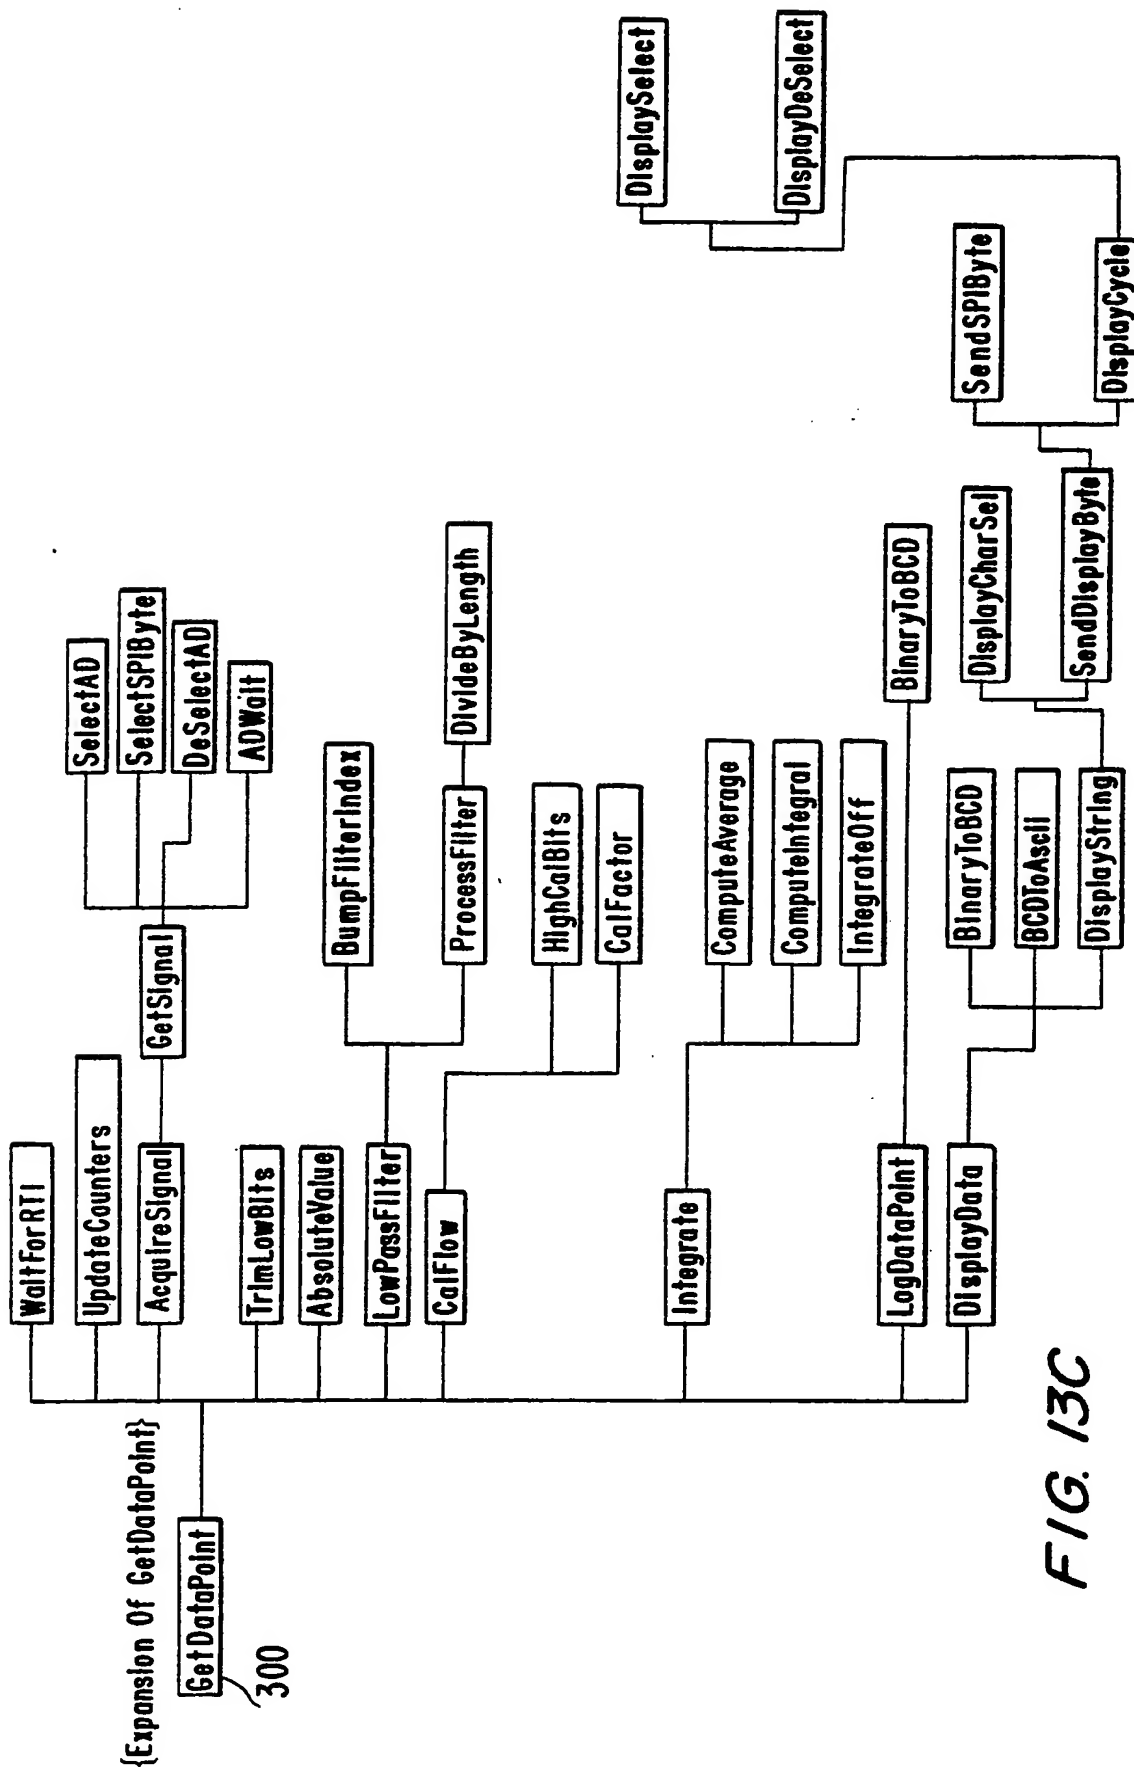 {Expansion Of GetDataPoint}
GetDataPoint
300
WaitForRTI
UpdateCounters
AcquireSignal
GetSignal
SelectAD
SelectSPIByte
DeSelectAD
ADWait
TrimLowBits
AbsoluteValue
LowPassFilter
BumpFilterIndex
ProcessFilter
DivideByLength
CalFlow
HighCalBits
CalFactor
Integrate
ComputeAverage
ComputeIntegral
IntegrateOff
LogDataPoint
BinaryToBCD
DisplayData
BinaryToBCD
BCDToAscii
DisplayString
DisplayCharSel
SendDisplayByte
SendSPIByte
DisplayCycle
DisplaySelect
DisplayDeSelect
FIG. 13C